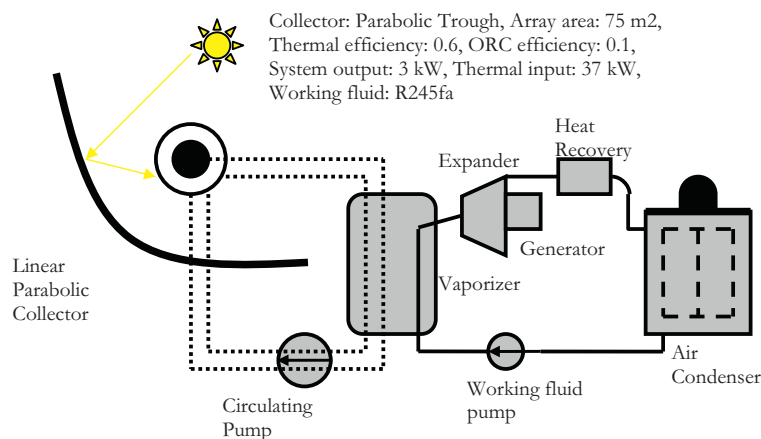 Collector: Parabolic Trough, Array area: 75 m2,
Thermal efficiency: 0.6, ORC efficiency: 0.1,
System output: 3 kW, Thermal input: 37 kW,
Working fluid: R245fa
Heat
Recovery
Expander
Generator
Linear
Parabolic
Collector
Vaporizer
Air
Condenser
Working fluid
pump
Circulating
Pump